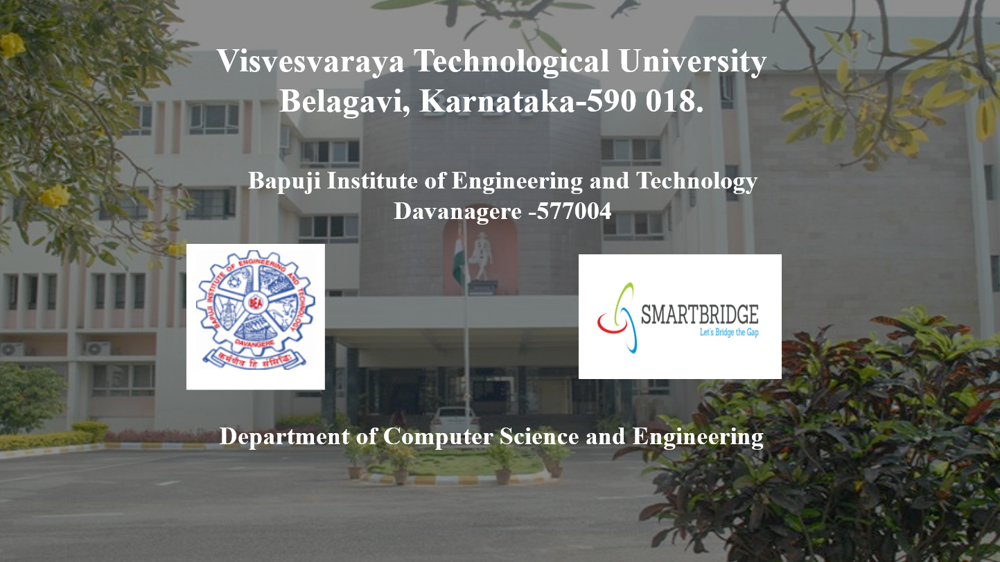 Visvesvaraya Technological University
Belagavi, Karnataka-590 018.
Bapuji Institute of Engineering and Technology
Davanagere -577004
BAPUJI INSTITUTE OF ENGINEERING AND TECHNOLOGY
BEA
DAVANGERE
कर्मणैव हि संसिद्धिः
SMARTBRIDGE
Let's Bridge the Gap
Department of Computer Science and Engineering